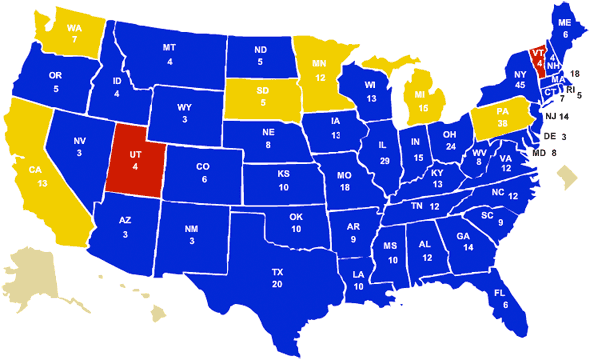 WA
7
OR
5
CA
13
NV
3
ID
4
MT
4
WY
3
UT
4
AZ
3
CO
6
NM
3
ND
5
SD
5
NE
8
KS
10
OK
10
TX
20
MN
12
IA
13
MO
18
AR
9
LA
10
WI
13
IL
29
MI
15
IN
15
OH
24
KY
13
TN 12
MS
10
AL
12
GA
14
FL
6
SC
9
NC 12
VA
12
WV
8
PA
38
NY
45
VT
4
4
NH
ME
6
MA
18
RI
5
CT
7
NJ 14
DE 3
MD 8